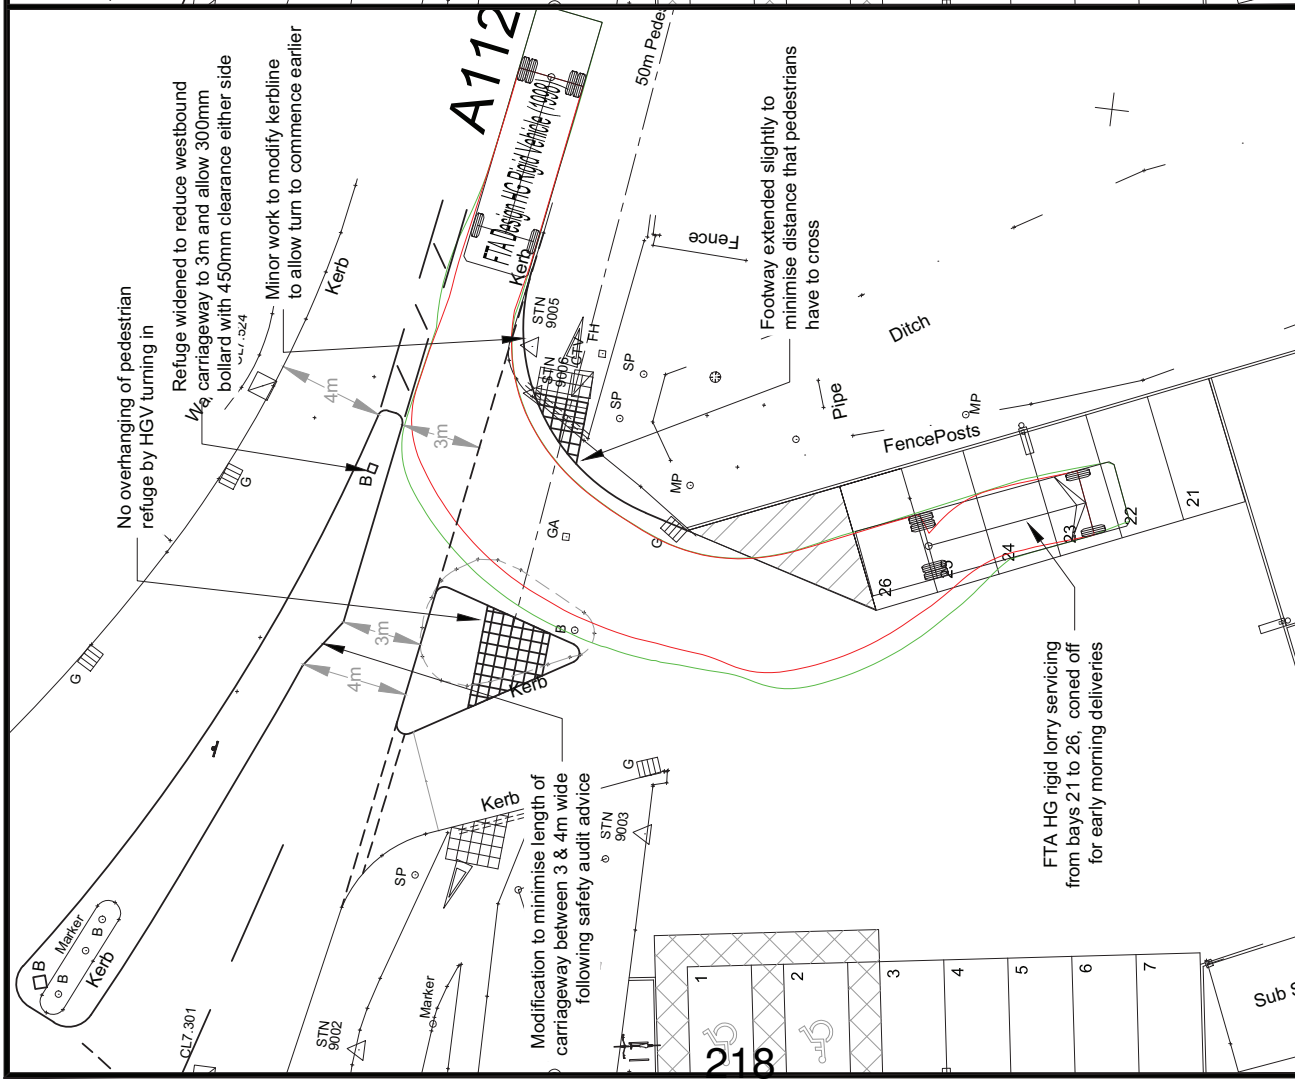 A112
50m Pedes
FTA Design HG Rigid Vehicle (1998)
Refuge widened to reduce westbound
carriageway to 3m and allow 300mm
bollard with 450mm clearance either side
Minor work to modify kerbline
to allow turn to commence earlier
No overhanging of pedestrian
refuge by HGV turning in
Footway extended slightly to
minimise distance that pedestrians
have to cross
Kerb
Kerb
Fence
STN
9005
STN
9006
FH
SP
SP
MP
MP
Ditch
Pipe
FencePosts
4m
3m
G
G
B
GA
G
B
3m
4m
Kerb
26
25
24
23
22
21
FTA HG rigid lorry servicing
from bays 21 to 26, coned off
for early morning deliveries
Modification to minimise length of
carriageway between 3 & 4m wide
following safety audit advice
Kerb
G
STN
9003
SP
B
B
Marker
B
Kerb
CL7.301
STN
9002
Marker
1
2
3
4
5
6
7
Sub S
218